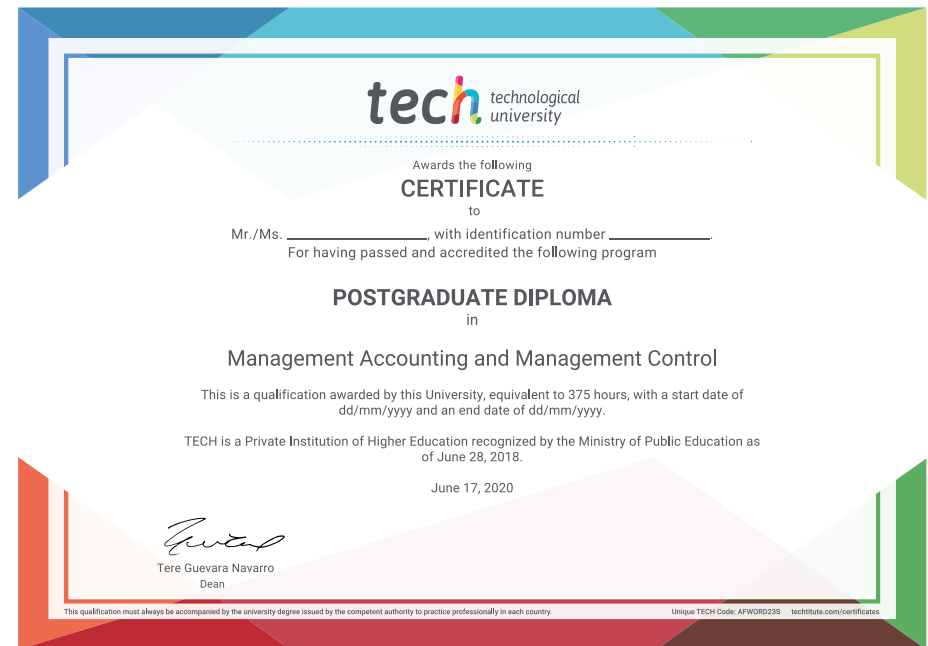 tech technological
university
Awards the following
CERTIFICATE
to
Mr./Ms. ____________________, with identification number ______________.
For having passed and accredited the following program
POSTGRADUATE DIPLOMA
in
Management Accounting and Management Control
This is a qualification awarded by this University, equivalent to 375 hours, with a start date of
dd/mm/yyyy and an end date of dd/mm/yyyy.
TECH is a Private Institution of Higher Education recognized by the Ministry of Public Education as
of June 28, 2018.
June 17, 2020
Tere Guevara Navarro
Dean
This qualification must always be accompanied by the university degree issued by the competent authority to practice professionally in each country.
Unique TECH Code: AFWORD23S techtitute.com/certificates